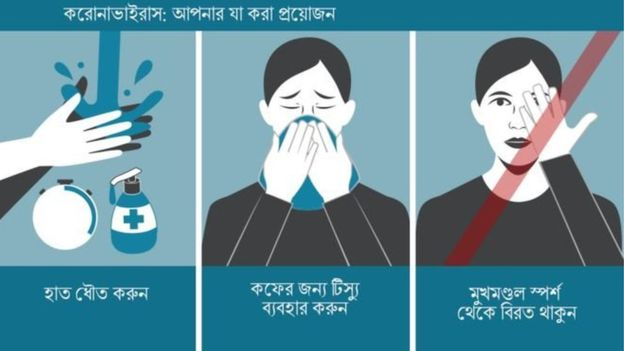 করোনাভাইরাস: আপনার যা করা প্রয়োজন
হাত ধৌত করুন
কফের জন্য টিস্যু
ব্যবহার করুন
মুখমণ্ডল স্পর্শ
থেকে বিরত থাকুন